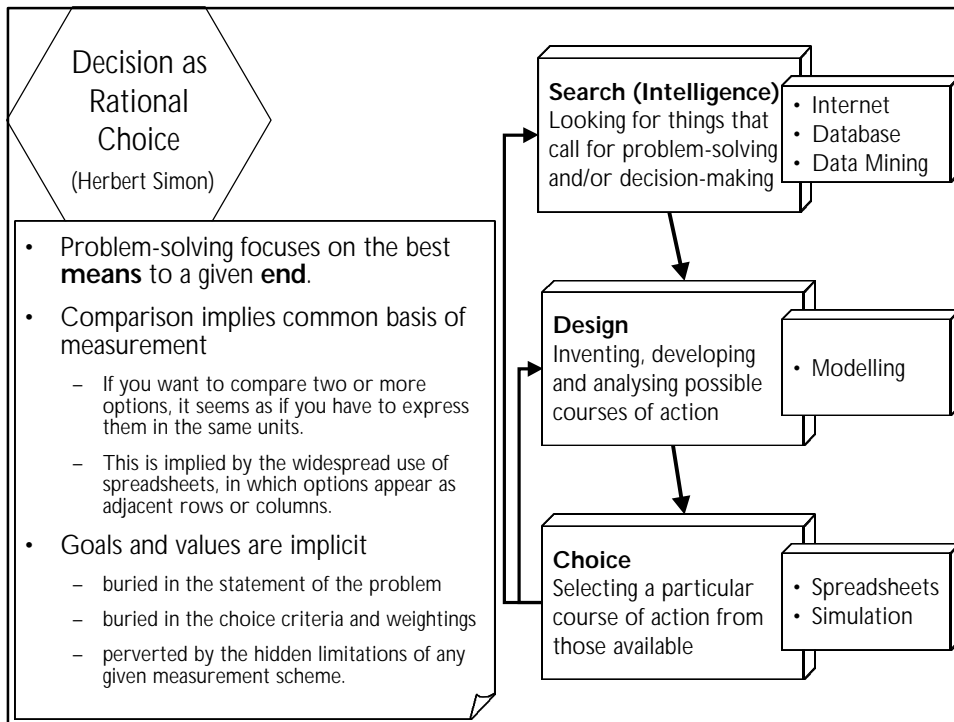 Decision as
Rational
Choice
(Herbert Simon)
• Problem-solving focuses on the best
means to a given end.
• Comparison implies common basis of
measurement
– If you want to compare two or more
options, it seems as if you have to express
them in the same units.
– This is implied by the widespread use of
spreadsheets, in which options appear as
adjacent rows or columns.
• Goals and values are implicit
– buried in the statement of the problem
– buried in the choice criteria and weightings
– perverted by the hidden limitations of any
given measurement scheme.
Search (Intelligence)
Looking for things that
call for problem-solving
and/or decision-making
• Internet
• Database
• Data Mining
Design
Inventing, developing
and analysing possible
courses of action
• Modelling
Choice
Selecting a particular
course of action from
those available
• Spreadsheets
• Simulation